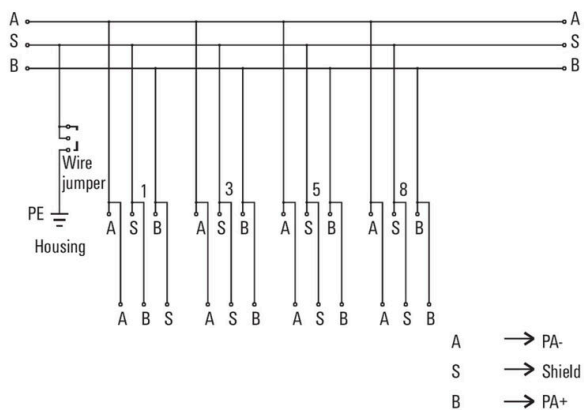 A A
S S
B B
Wire
jumper
1 3 5 8
PE
A S B A S B A S B A S B
Housing
A B S A S B A S B A S B
A PA-
S Shield
B PA+